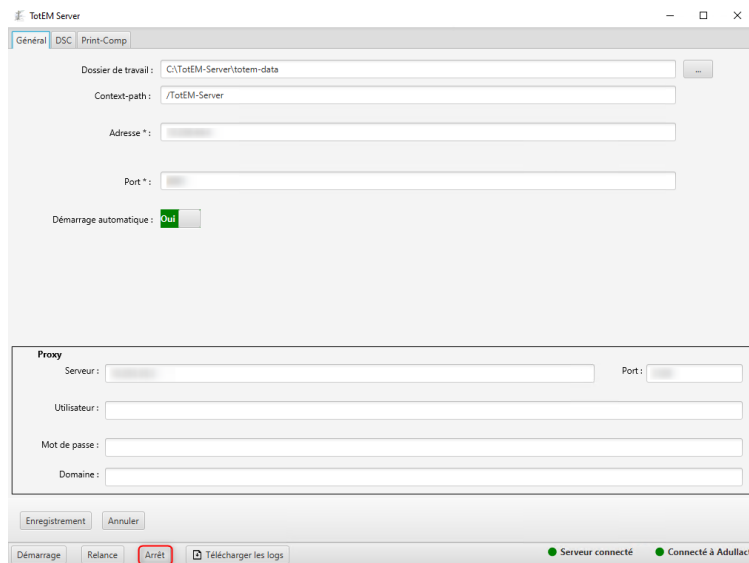 TotEM Server
Général DSC Print-Comp
Dossier de travail : C:\TotEM-Server\totem-data ...
Context-path : /TotEM-Server
Adresse * :
Port * :
Démarrage automatique : Oui
Proxy
Serveur : Port :
Utilisateur :
Mot de passe :
Domaine :
Enregistrement Annuler
Démarrage Relance Arrêt Télécharger les logs Serveur connecté Connecté à Adullact